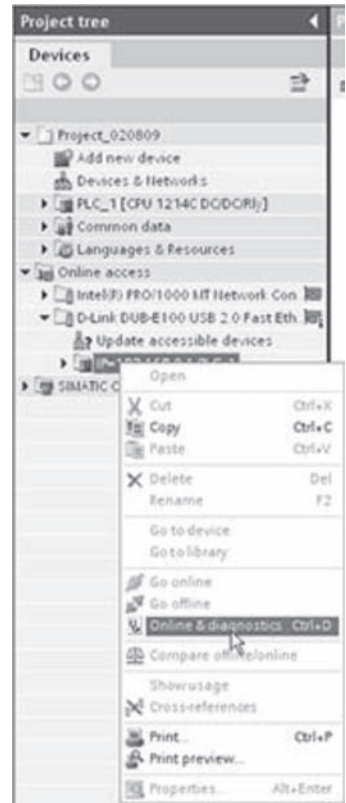 Project tree
Devices
Project_020809
Add new device
Devices & Networks
PLC_1 [CPU 1214C DC/DC/Rly]
Common data
Languages & Resources
Online access
Intel(R) PRO/1000 MT Network Con
D-Link DUB-E100 USB 2.0 Fast Eth
Update accessible devices
SIMATIC C
Open
Cut Ctrl+X
Copy Ctrl+C
Paste Ctrl+V
Delete Del
Rename F2
Go to device
Go to library
Go online
Go offline
Online & diagnostics Ctrl+D
Compare offline/online
Show usage
Cross-references
Print... Ctrl+P
Print preview...
Properties... Alt+Enter